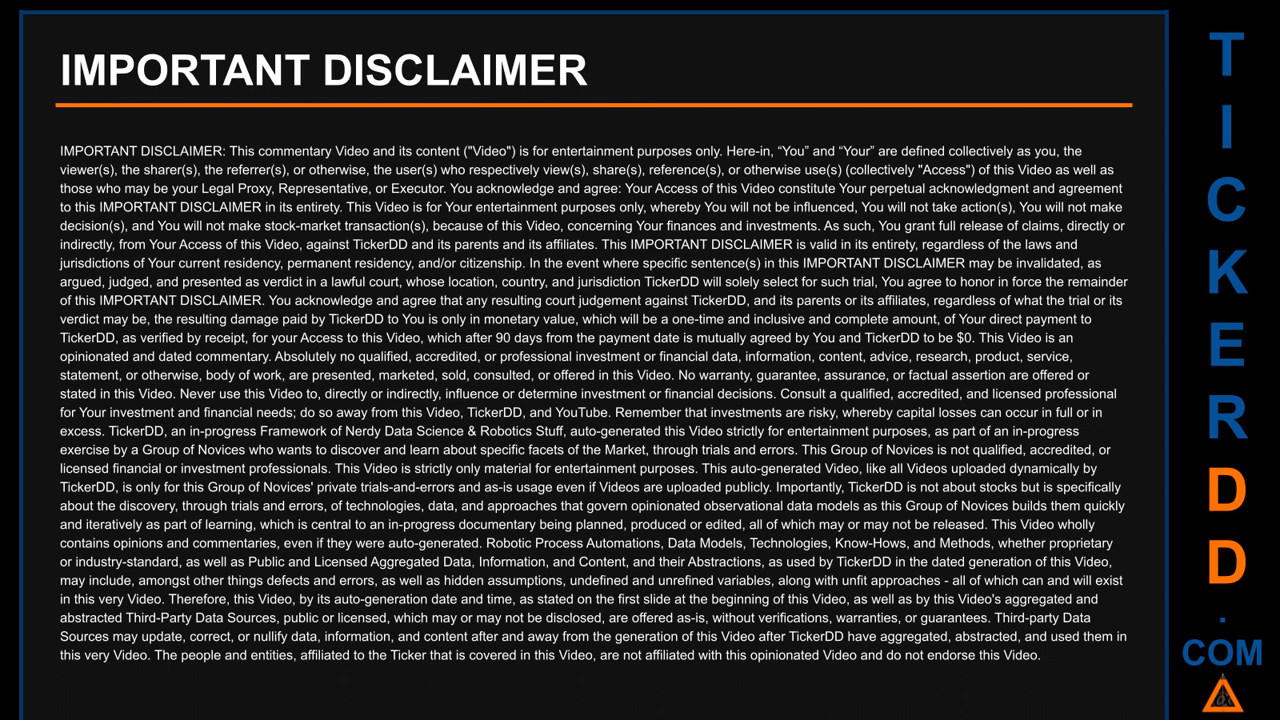 IMPORTANT DISCLAIMER
IMPORTANT DISCLAIMER: This commentary Video and its content ("Video") is for entertainment purposes only. Here-in, “You” and “Your” are defined collectively as you, the
viewer(s), the sharer(s), the referrer(s), or otherwise, the user(s) who respectively view(s), share(s), reference(s), or otherwise use(s) (collectively "Access") of this Video as well as
those who may be your Legal Proxy, Representative, or Executor. You acknowledge and agree: Your Access of this Video constitute Your perpetual acknowledgment and agreement
to this IMPORTANT DISCLAIMER in its entirety. This Video is for Your entertainment purposes only, whereby You will not be influenced, You will not take action(s), You will not make
decision(s), and You will not make stock-market transaction(s), because of this Video, concerning Your finances and investments. As such, You grant full release of claims, directly or
indirectly, from Your Access of this Video, against TickerDD and its parents and its affiliates. This IMPORTANT DISCLAIMER is valid in its entirety, regardless of the laws and
jurisdictions of Your current residency, permanent residency, and/or citizenship. In the event where specific sentence(s) in this IMPORTANT DISCLAIMER may be invalidated, as
argued, judged, and presented as verdict in a lawful court, whose location, country, and jurisdiction TickerDD will solely select for such trial, You agree to honor in force the remainder
of this IMPORTANT DISCLAIMER. You acknowledge and agree that any resulting court judgement against TickerDD, and its parents or its affiliates, regardless of what the trial or its
verdict may be, the resulting damage paid by TickerDD to You is only in monetary value, which will be a one-time and inclusive and complete amount, of Your direct payment to
TickerDD, as verified by receipt, for your Access to this Video, which after 90 days from the payment date is mutually agreed by You and TickerDD to be $0. This Video is an
opinionated and dated commentary. Absolutely no qualified, accredited, or professional investment or financial data, information, content, advice, research, product, service,
statement, or otherwise, body of work, are presented, marketed, sold, consulted, or offered in this Video. No warranty, guarantee, assurance, or factual assertion are offered or
stated in this Video. Never use this Video to, directly or indirectly, influence or determine investment or financial decisions. Consult a qualified, accredited, and licensed professional
for Your investment and financial needs; do so away from this Video, TickerDD, and YouTube. Remember that investments are risky, whereby capital losses can occur in full or in
excess. TickerDD, an in-progress Framework of Nerdy Data Science & Robotics Stuff, auto-generated this Video strictly for entertainment purposes, as part of an in-progress
exercise by a Group of Novices who wants to discover and learn about specific facets of the Market, through trials and errors. This Group of Novices is not qualified, accredited, or
licensed financial or investment professionals. This Video is strictly only material for entertainment purposes. This auto-generated Video, like all Videos uploaded dynamically by
TickerDD, is only for this Group of Novices' private trials-and-errors and as-is usage even if Videos are uploaded publicly. Importantly, TickerDD is not about stocks but is specifically
about the discovery, through trials and errors, of technologies, data, and approaches that govern opinionated observational data models as this Group of Novices builds them quickly
and iteratively as part of learning, which is central to an in-progress documentary being planned, produced or edited, all of which may or may not be released. This Video wholly
contains opinions and commentaries, even if they were auto-generated. Robotic Process Automations, Data Models, Technologies, Know-Hows, and Methods, whether proprietary
or industry-standard, as well as Public and Licensed Aggregated Data, Information, and Content, and their Abstractions, as used by TickerDD in the dated generation of this Video,
may include, amongst other things defects and errors, as well as hidden assumptions, undefined and unrefined variables, along with unfit approaches - all of which can and will exist
in this very Video. Therefore, this Video, by its auto-generation date and time, as stated on the first slide at the beginning of this Video, as well as by this Video's aggregated and
abstracted Third-Party Data Sources, public or licensed, which may or may not be disclosed, are offered as-is, without verifications, warranties, or guarantees. Third-party Data
Sources may update, correct, or nullify data, information, and content after and away from the generation of this Video after TickerDD have aggregated, abstracted, and used them in
this very Video. The people and entities, affiliated to the Ticker that is covered in this Video, are not affiliated with this opinionated Video and do not endorse this Video.
T
I
C
K
E
R
D
D
.
COM